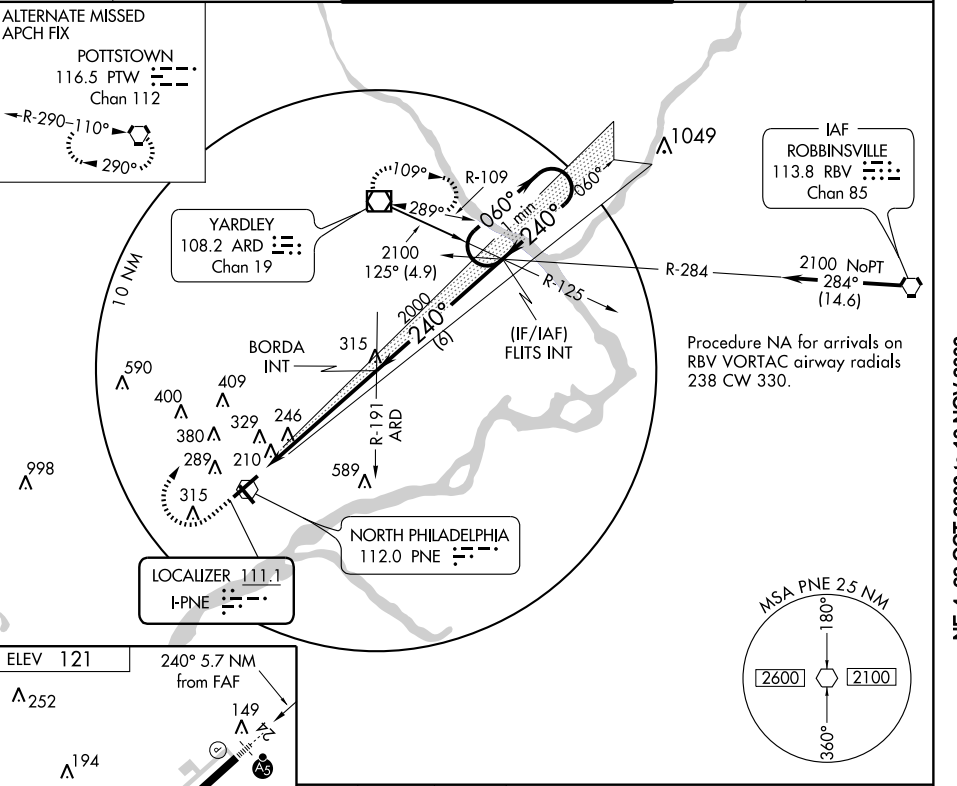 ALTERNATE MISSED
APCH FIX
POTTSTOWN
116.5 PTW
Chan 112
R-290
110°
290°
1049
IAF
ROBBINSVILLE
113.8 RBV
Chan 85
109°
R-109
289°
060°
1 min
240°
060°
YARDLEY
108.2 ARD
Chan 19
2100
125° (4.9)
R-284
2100 NoPT
284°
(14.6)
R-125
10 NM
2000
240°
(6)
(IF/IAF)
FLITS INT
Procedure NA for arrivals on
RBV VORTAC airway radials
238 CW 330.
BORDA
INT
315
590
409
400
R-191
ARD
380
329
246
289
210
998
589
315
NORTH PHILADELPHIA
112.0 PNE
LOCALIZER 111.1
I-PNE
MSA PNE 25 NM
180°
2600
2100
360°
ELEV 121
240° 5.7 NM
from FAF
252
149
24
P
A5
194